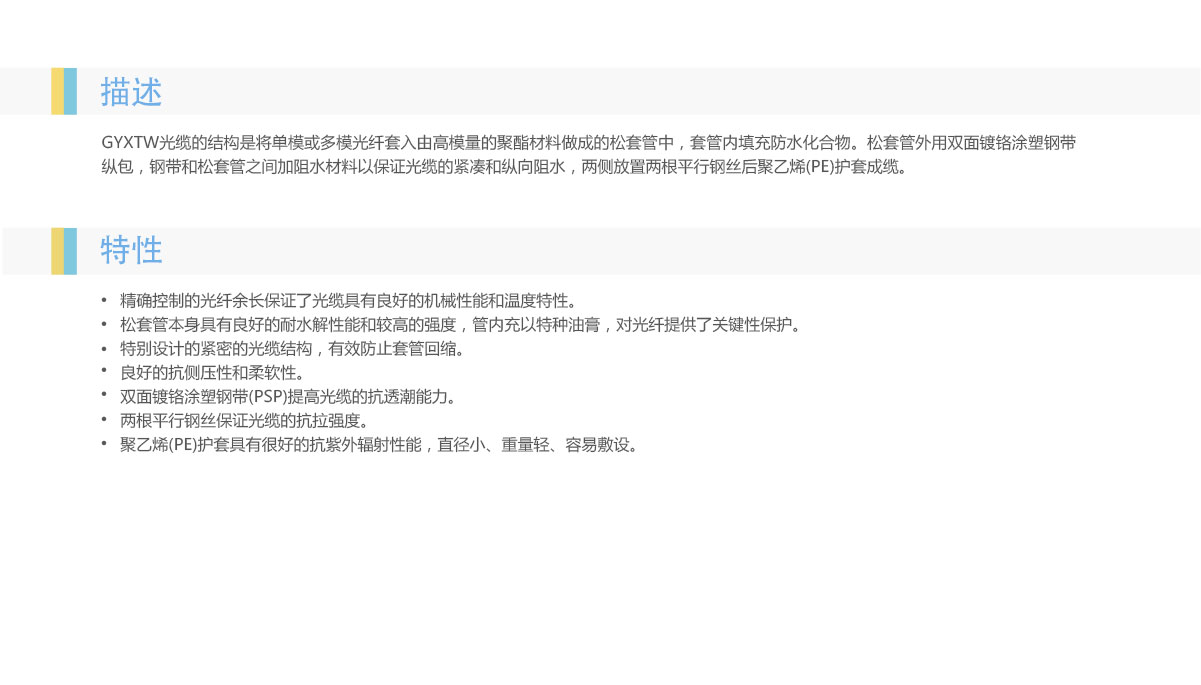 描述
GYXTW光缆的结构是将单模或多模光纤套入由高模量的聚酯材料做成的松套管中，套管内填充防水化合物。松套管外用双面镀铬涂塑钢带
纵包，钢带和松套管之间加阻水材料以保证光缆的紧凑和纵向阻水，两侧放置两根平行钢丝后聚乙烯(PE)护套成缆。
特性
• 精确控制的光纤余长保证了光缆具有良好的机械性能和温度特性。
• 松套管本身具有良好的耐水解性能和较高的强度，管内充以特种油膏，对光纤提供了关键性保护。
• 特别设计的紧密的光缆结构，有效防止套管回缩。
• 良好的抗侧压性和柔软性。
• 双面镀铬涂塑钢带(PSP)提高光缆的抗透潮能力。
• 两根平行钢丝保证光缆的抗拉强度。
• 聚乙烯(PE)护套具有很好的抗紫外辐射性能，直径小、重量轻、容易敷设。